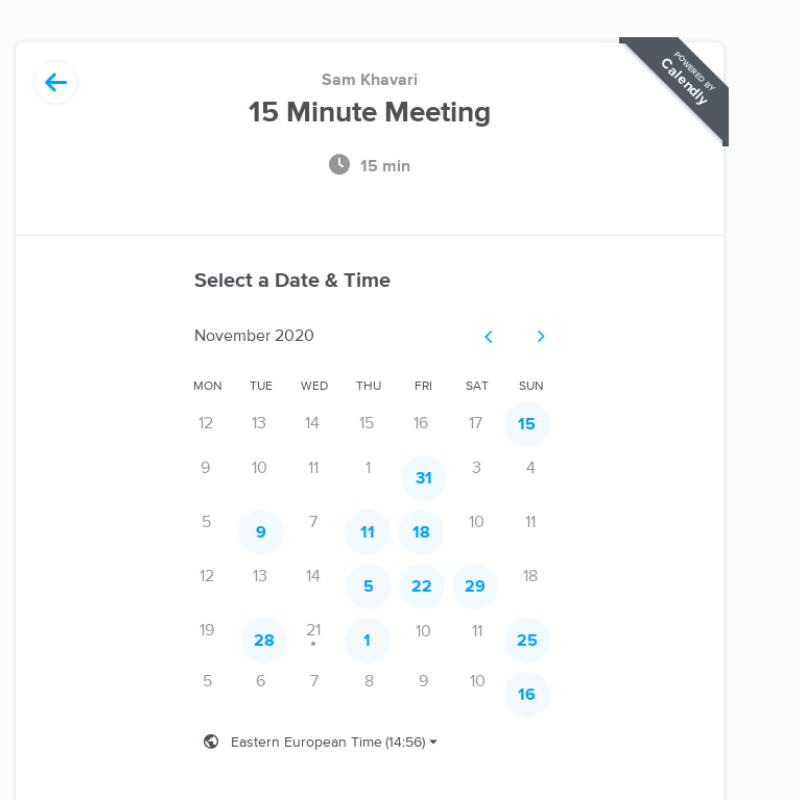 POWERED BY
Calendly
Sam Khavari
15 Minute Meeting
15 min
Select a Date & Time
November 2020
MON TUE WED THU FRI SAT SUN
12 13 14 15 16 17 15
9 10 11 1 31 3 4
5 9 7 11 18 10 11
12 13 14 5 22 29 18
19 28 21 1 10 11 25
5 6 7 8 9 10 16
Eastern European Time (14:56)